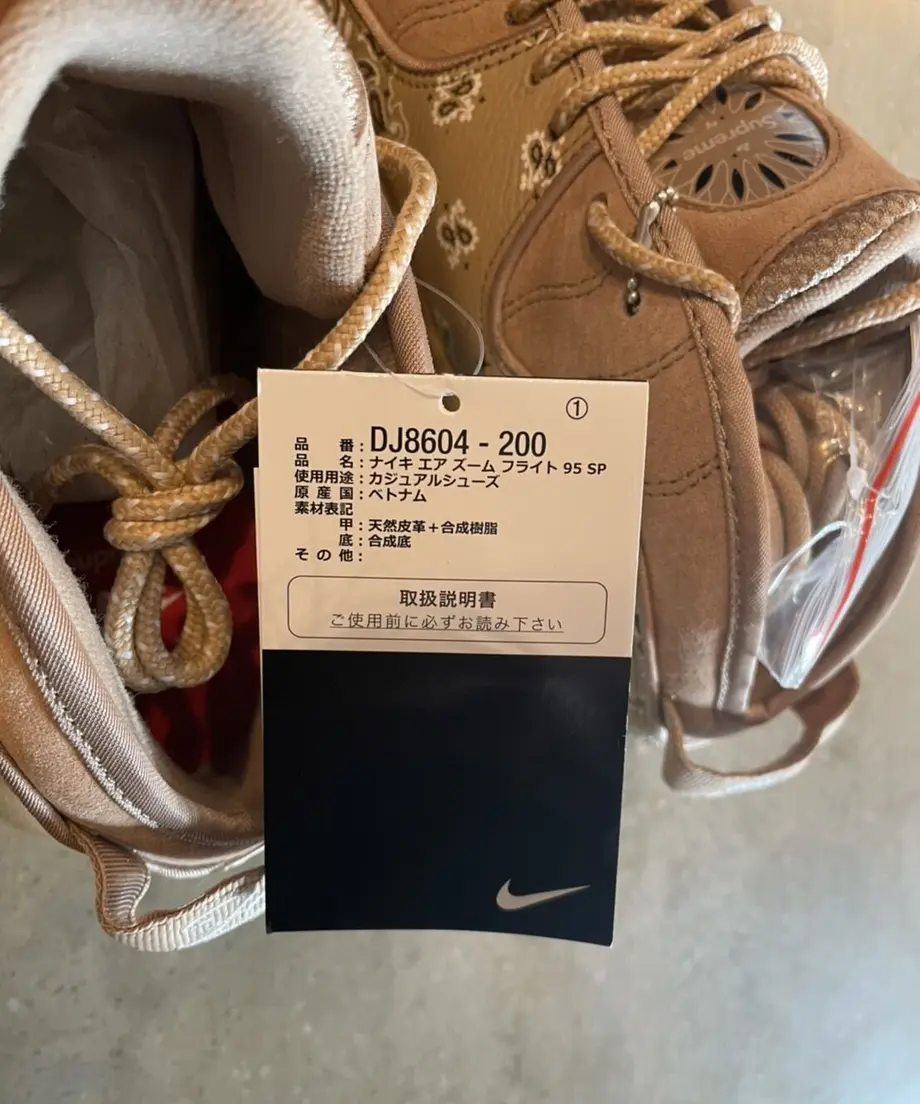 Supreme
①
品 番：DJ8604 - 200
品 名：ナイキ エア ズーム フライト 95 SP
使用用途：カジュアルシューズ
原 産 国：ベトナム
素材表記
甲：天然皮革＋合成樹脂
底：合成底
そ の 他：
取扱説明書
ご使用前に必ずお読み下さい